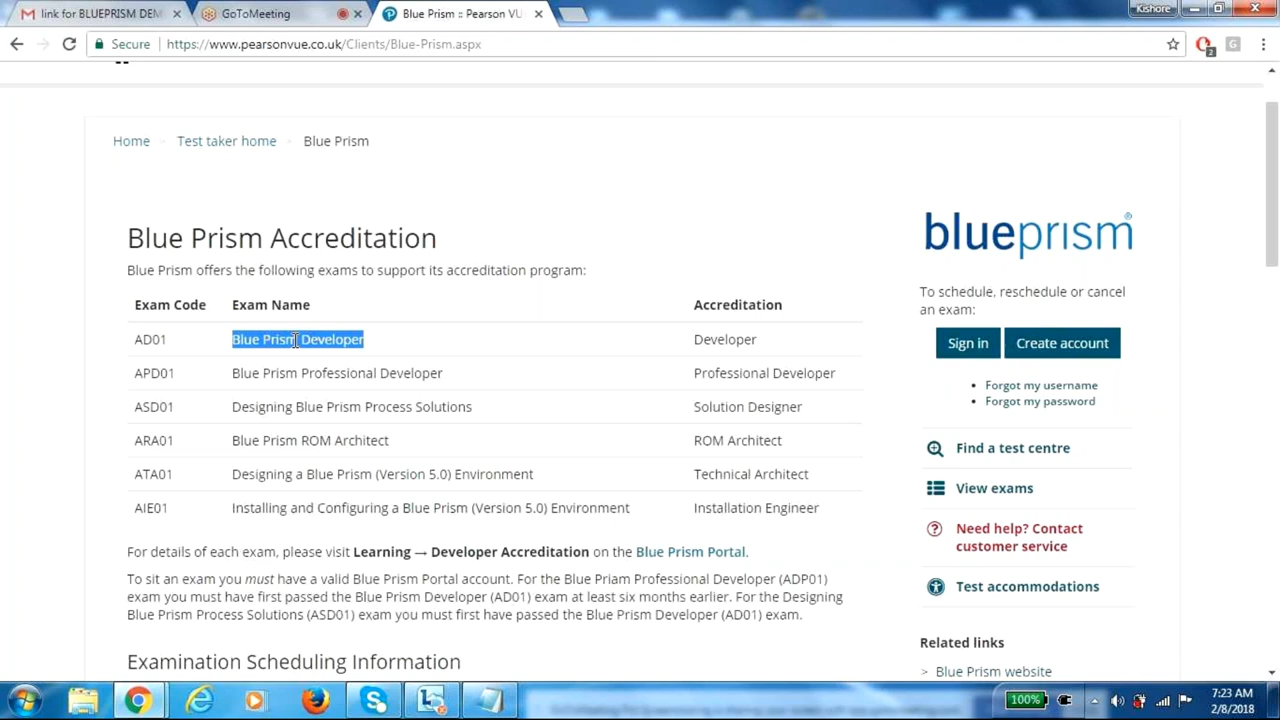 link for BLUEPRISM DEM
GoToMeeting
Blue Prism :: Pearson VU
Kishore
Secure
https://www.pearsonvue.co.uk/Clients/Blue-Prism.aspx
2
G
Home
Test taker home
Blue Prism
Blue Prism Accreditation
Blue Prism offers the following exams to support its accreditation program:
Exam Code Exam Name Accreditation
AD01 Blue Prism Developer Developer
APD01 Blue Prism Professional Developer Professional Developer
ASD01 Designing Blue Prism Process Solutions Solution Designer
ARA01 Blue Prism ROM Architect ROM Architect
ATA01 Designing a Blue Prism (Version 5.0) Environment Technical Architect
AIE01 Installing and Configuring a Blue Prism (Version 5.0) Environment Installation Engineer
For details of each exam, please visit Learning → Developer Accreditation on the Blue Prism Portal.
To sit an exam you must have a valid Blue Prism Portal account. For the Blue Priam Professional Developer (ADP01)
exam you must have first passed the Blue Prism Developer (AD01) exam at least six months earlier. For the Designing
Blue Prism Process Solutions (ASD01) exam you must first have passed the Blue Prism Developer (AD01) exam.
Examination Scheduling Information
blueprism®
To schedule, reschedule or cancel
an exam:
Sign in
Create account
Forgot my username
Forgot my password
Find a test centre
View exams
Need help? Contact
customer service
Test accommodations
Related links
> Blue Prism website
100%
7:23 AM
2/8/2018